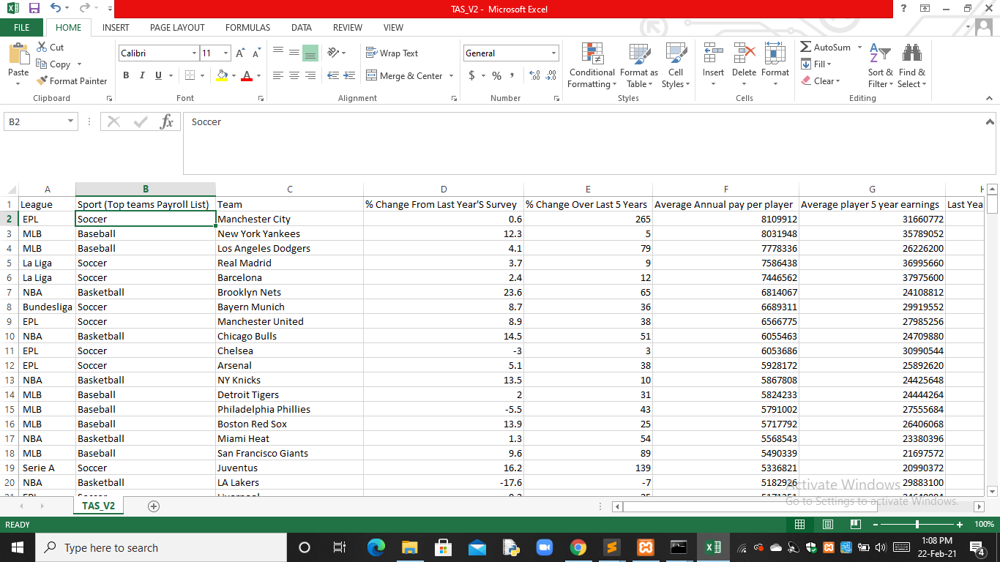 TAS_V2 - Microsoft Excel
FILE HOME INSERT PAGE LAYOUT FORMULAS DATA REVIEW VIEW
Paste Cut Copy Format Painter Clipboard
Calibri 11 B I U Font
Wrap Text Merge & Center Alignment
General $ % Number
Conditional Formatting Format as Table Cell Styles Styles
Insert Delete Format Cells
AutoSum Fill Clear Sort & Filter Find & Select Editing
B2 fx Soccer
A B C D E F G H
1 League Sport (Top teams Payroll List) Team % Change From Last Year'S Survey % Change Over Last 5 Years Average Annual pay per player Average player 5 year earnings Last Yea
2 EPL Soccer Manchester City 0.6 265 8109912 31660772
3 MLB Baseball New York Yankees 12.3 5 8031948 35789052
4 MLB Baseball Los Angeles Dodgers 4.1 79 7778336 26226200
5 La Liga Soccer Real Madrid 3.7 9 7586438 36995660
6 La Liga Soccer Barcelona 2.4 12 7446562 37975600
7 NBA Basketball Brooklyn Nets 23.6 65 6814067 24108812
8 Bundesliga Soccer Bayern Munich 8.7 36 6689311 29919552
9 EPL Soccer Manchester United 8.9 38 6566775 27985256
10 NBA Basketball Chicago Bulls 14.5 51 6055463 24709880
11 EPL Soccer Chelsea -3 3 6053686 30990544
12 EPL Soccer Arsenal 5.1 38 5928172 25892620
13 NBA Basketball NY Knicks 13.5 10 5867808 24425648
14 MLB Baseball Detroit Tigers 2 31 5824233 24444264
15 MLB Baseball Philadelphia Phillies -5.5 43 5791002 27555684
16 MLB Baseball Boston Red Sox 13.9 25 5717792 26406068
17 NBA Basketball Miami Heat 1.3 54 5568543 23380396
18 MLB Baseball San Francisco Giants 9.6 89 5490339 21697572
19 Serie A Soccer Juventus 16.2 139 5336821 20990372
20 NBA Basketball LA Lakers -17.6 -7 5182926 29883100
Activate Windows
Go to Settings to activate Windows.
TAS_V2
READY 100%
Type here to search
1:08 PM
22-Feb-21
4